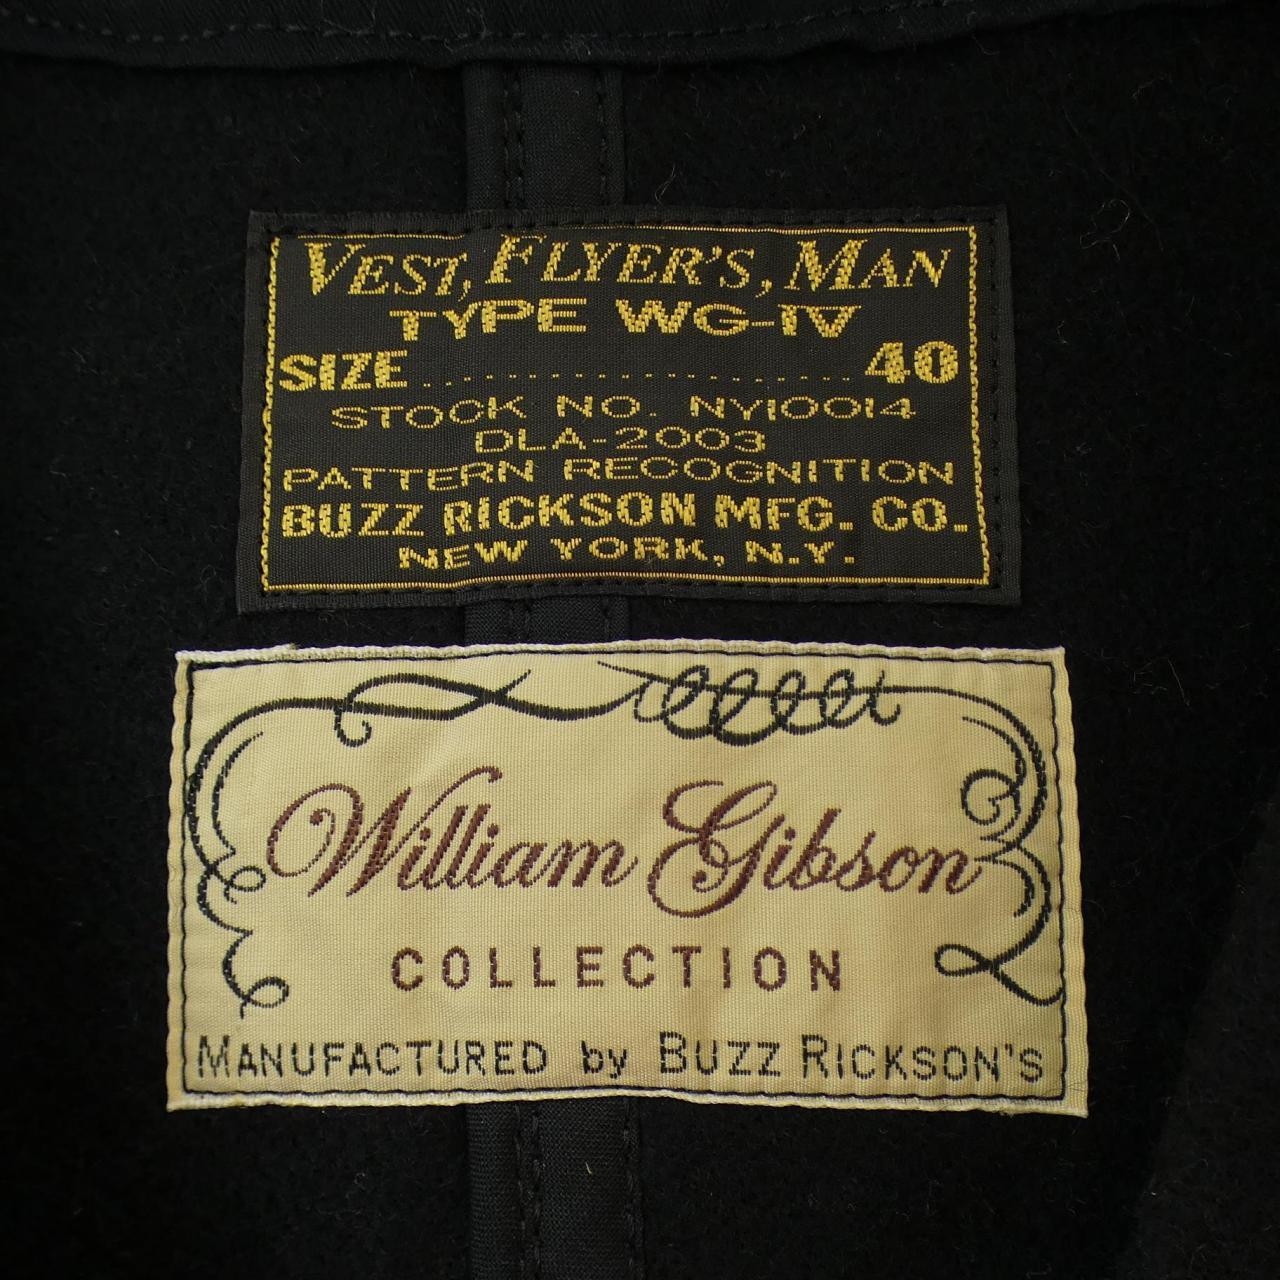 VEST, FLYER'S, MAN
TYPE WG-IV
SIZE .................... 40
STOCK NO. NY10014
DLA-2003
PATTERN RECOGNITION
BUZZ RICKSON MFG. CO.
NEW YORK, N.Y.
William Gibson
COLLECTION
MANUFACTURED by BUZZ RICKSON'S